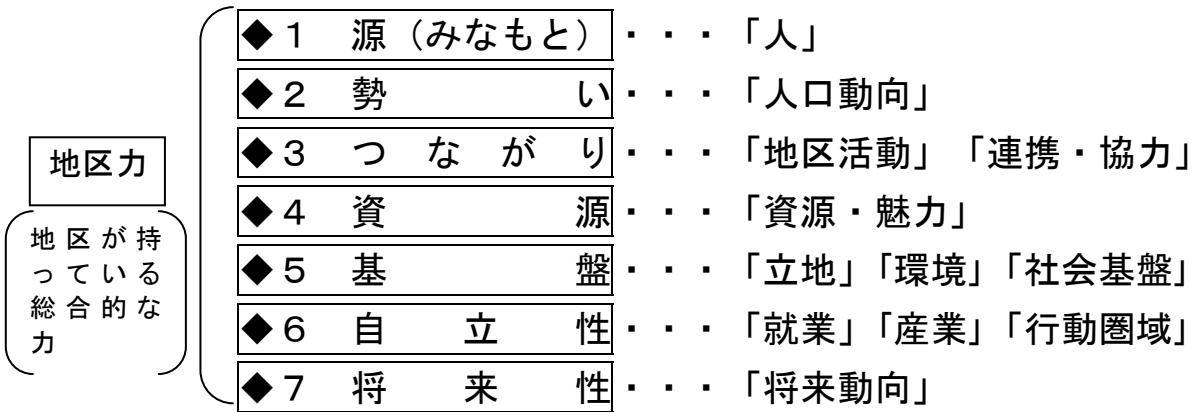 地区力
地区が持
っている
総合的な
力
◆1 源（みなもと）・・・「人」
◆2 勢い・・・「人口動向」
◆3 つながり・・・「地区活動」「連携・協力」
◆4 資源・・・「資源・魅力」
◆5 基盤・・・「立地」「環境」「社会基盤」
◆6 自立性・・・「就業」「産業」「行動圏域」
◆7 将来性・・・「将来動向」